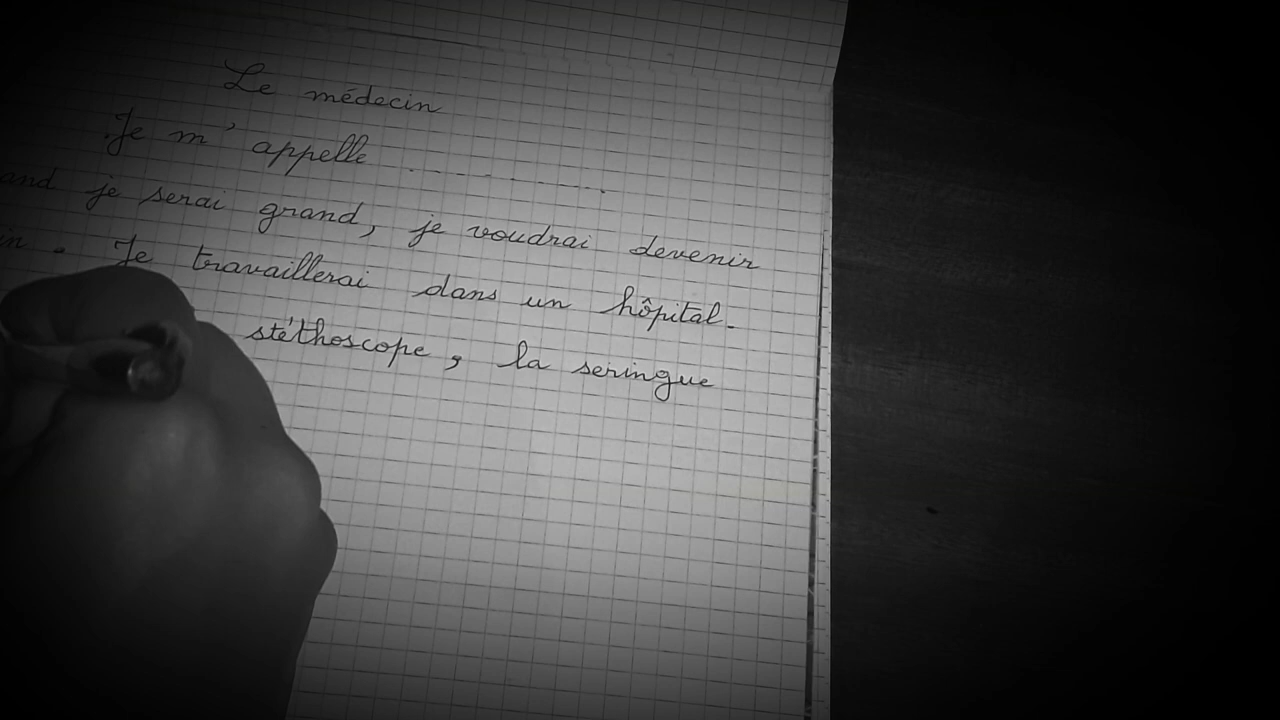 Le médecin
Je m'appelle .............
and je serai grand, je voudrai devenir
in. Je travaillerai dans un hôpital.
stéthoscope, la seringue